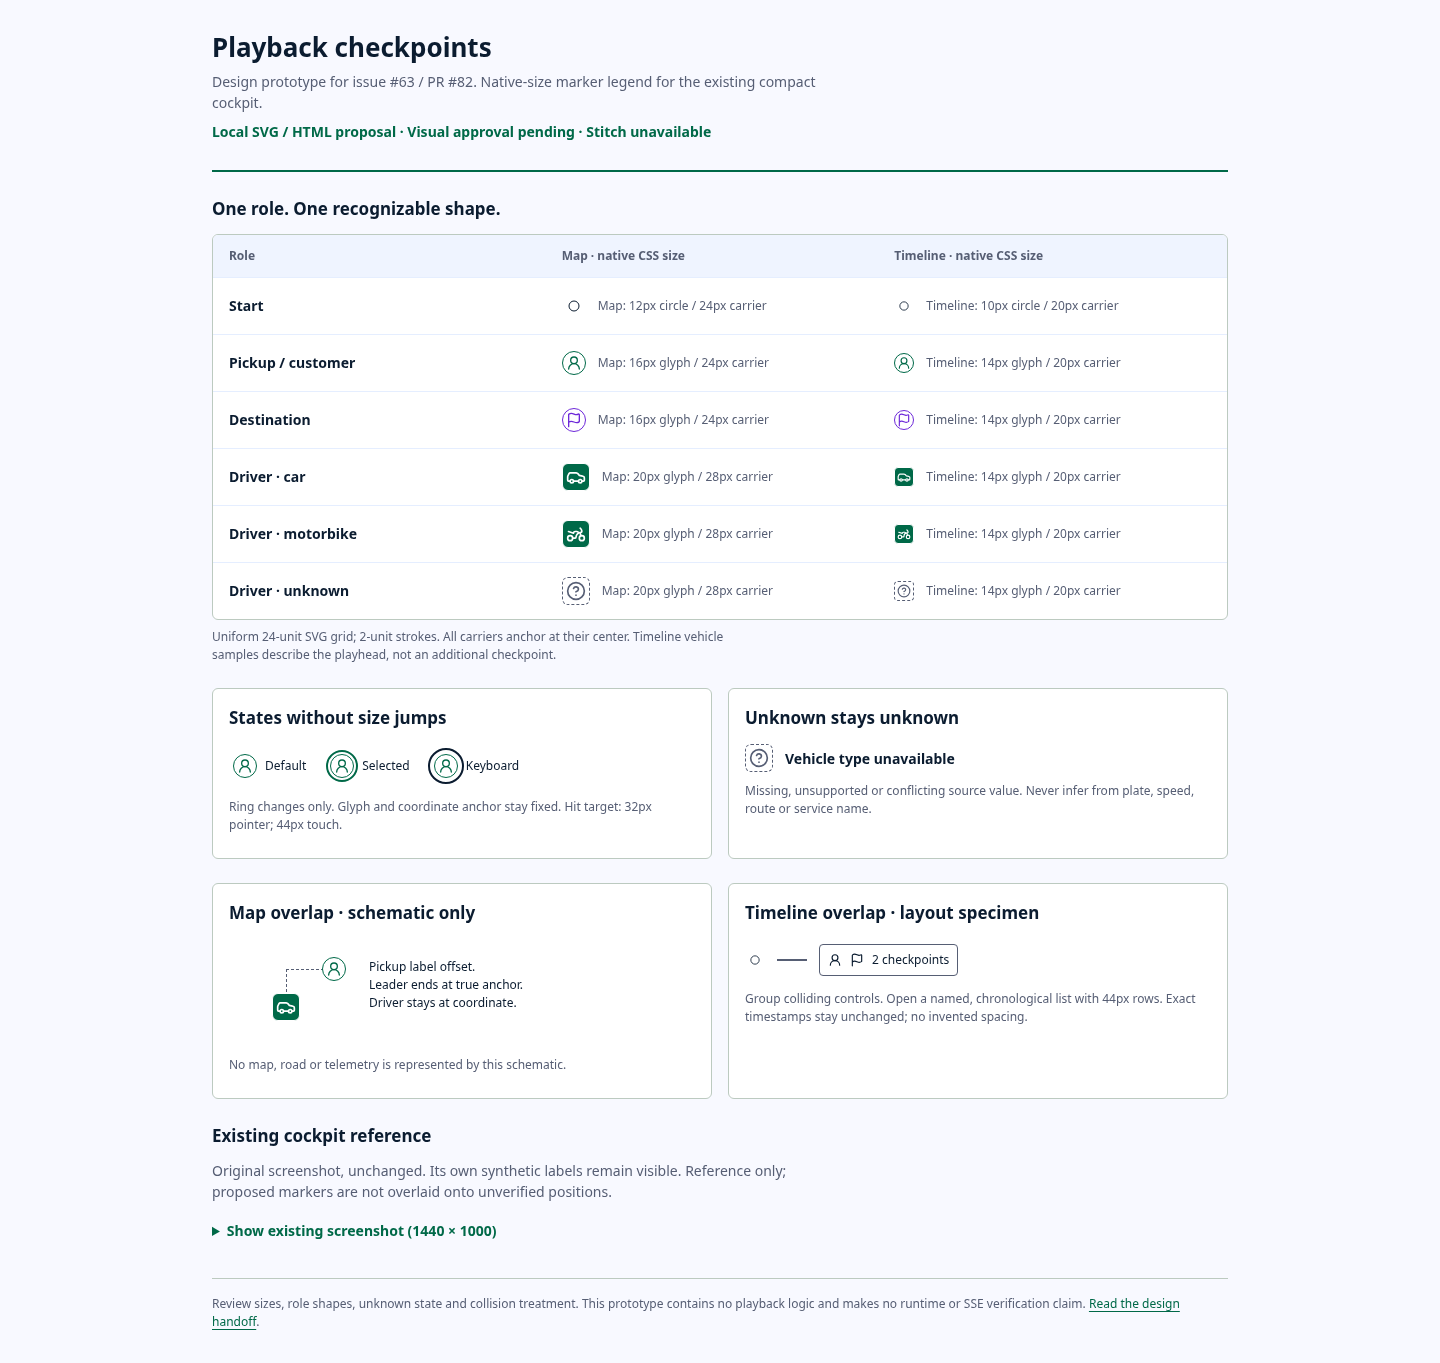 Playback checkpoints
Design prototype for issue #63 / PR #82. Native-size marker legend for the existing compact
cockpit.
Local SVG / HTML proposal · Visual approval pending · Stitch unavailable
One role. One recognizable shape.
Role
Map · native CSS size
Timeline · native CSS size
Start
Map: 12px circle / 24px carrier
Timeline: 10px circle / 20px carrier
Pickup / customer
Map: 16px glyph / 24px carrier
Timeline: 14px glyph / 20px carrier
Destination
Map: 16px glyph / 24px carrier
Timeline: 14px glyph / 20px carrier
Driver · car
Map: 20px glyph / 28px carrier
Timeline: 14px glyph / 20px carrier
Driver · motorbike
Map: 20px glyph / 28px carrier
Timeline: 14px glyph / 20px carrier
Driver · unknown
Map: 20px glyph / 28px carrier
Timeline: 14px glyph / 20px carrier
Uniform 24-unit SVG grid; 2-unit strokes. All carriers anchor at their center. Timeline vehicle
samples describe the playhead, not an additional checkpoint.
States without size jumps
Default
Selected
Keyboard
Ring changes only. Glyph and coordinate anchor stay fixed. Hit target: 32px
pointer; 44px touch.
Unknown stays unknown
Vehicle type unavailable
Missing, unsupported or conflicting source value. Never infer from plate, speed,
route or service name.
Map overlap · schematic only
Pickup label offset.
Leader ends at true anchor.
Driver stays at coordinate.
No map, road or telemetry is represented by this schematic.
Timeline overlap · layout specimen
2 checkpoints
Group colliding controls. Open a named, chronological list with 44px rows. Exact
timestamps stay unchanged; no invented spacing.
Existing cockpit reference
Original screenshot, unchanged. Its own synthetic labels remain visible. Reference only;
proposed markers are not overlaid onto unverified positions.
Show existing screenshot (1440 × 1000)
Review sizes, role shapes, unknown state and collision treatment. This prototype contains no playback logic and makes no runtime or SSE verification claim. Read the design
handoff.